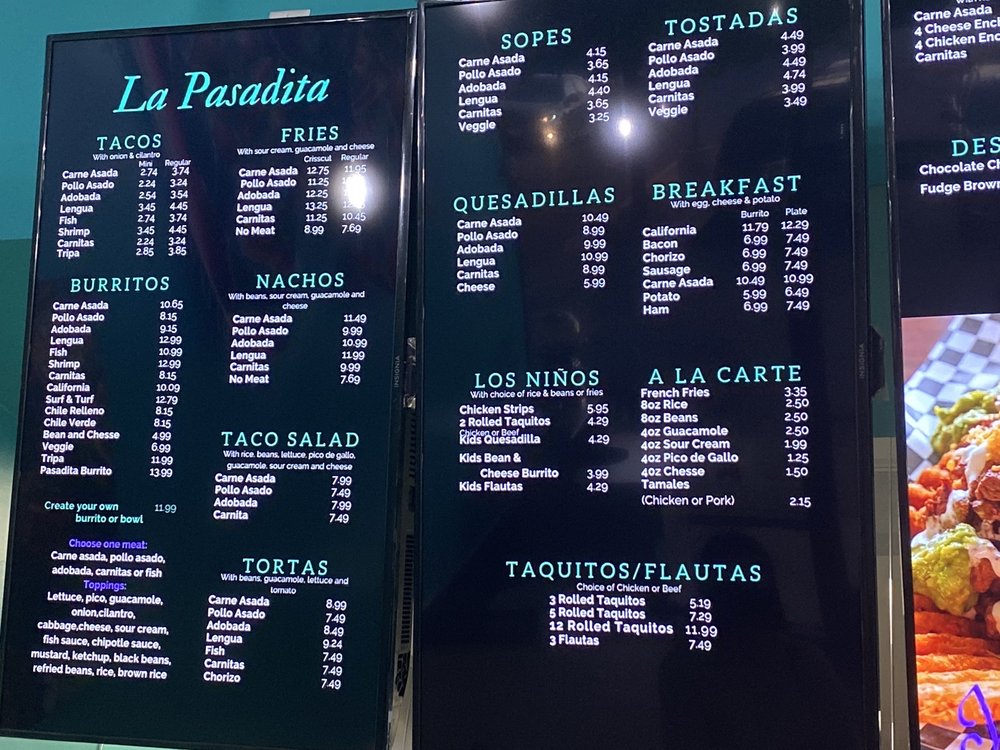 La Pasadita
TACOS
With onion & cilantro
Mini Regular
Carne Asada 2.74 3.74
Pollo Asado 2.24 3.24
Adobada 2.54 3.54
Lengua 3.45 4.45
Fish 2.74 3.74
Shrimp 3.45 4.45
Carnitas 2.24 3.24
Tripa 2.85 3.85
BURRITOS
Carne Asada 10.65
Pollo Asado 8.15
Adobada 9.15
Lengua 12.99
Fish 10.99
Shrimp 12.99
Carnitas 8.15
California 10.09
Surf & Turf 12.79
Chile Relleno 8.15
Chile Verde 8.15
Bean and Chesse 4.99
Veggie 6.99
Tripa 11.99
Pasadita Burrito 13.99
Create your own 11.99
burrito or bowl
Choose one meat:
Carne asada, pollo asado,
adobada, carnitas or fish
Toppings:
Lettuce, pico, guacamole,
onion,cilantro,
cabbage,cheese, sour cream,
fish sauce, chipotle sauce,
mustard, ketchup, black beans,
refried beans, rice, brown rice
FRIES
With sour cream, guacamole and cheese
Crisscut Regular
Carne Asada 12.75 11.95
Pollo Asado 11.25
Adobada 12.25
Lengua 13.25
Carnitas 11.25 10.45
No Meat 8.99 7.69
NACHOS
With beans, sour cream, guacamole and
cheese
Carne Asada 11.49
Pollo Asado 9.99
Adobada 10.99
Lengua 11.99
Carnitas 9.99
No Meat 7.69
TACO SALAD
With rice, beans, lettuce, pico de gallo,
guacamole, sour cream and cheese
Carne Asada 7.99
Pollo Asado 7.49
Adobada 7.99
Carnita 7.49
TORTAS
With beans, guacamole, lettuce and
tomato
Carne Asada 8.99
Pollo Asado 7.49
Adobada 8.49
Lengua 9.24
Fish 7.49
Carnitas 7.49
Chorizo 7.49
INSIGNIA
SOPES
Carne Asada 4.15
Pollo Asado 3.65
Adobada 4.15
Lengua 4.40
Carnitas 3.65
Veggie 3.25
TOSTADAS
Carne Asada 4.49
Pollo Asado 3.99
Adobada 4.49
Lengua 4.74
Carnitas 3.99
Veggie 3.49
QUESADILLAS
Carne Asada 10.49
Pollo Asado 8.99
Adobada 9.99
Lengua 10.99
Carnitas 8.99
Cheese 5.99
BREAKFAST
With egg, cheese & potato
Burrito Plate
California 11.79 12.29
Bacon 6.99 7.49
Chorizo 6.99 7.49
Sausage 6.99 7.49
Carne Asada 10.49 10.99
Potato 5.99 6.49
Ham 6.99 7.49
LOS NIÑOS
With choice of rice & beans or fries
Chicken Strips 5.95
2 Rolled Taquitos 4.29
Chicken or Beef
Kids Quesadilla 4.29
Kids Bean &
Cheese Burrito 3.99
Kids Flautas 4.29
A LA CARTE
French Fries 3.35
8oz Rice 2.50
8oz Beans 2.50
4oz Guacamole 2.50
4oz Sour Cream 1.99
4oz Pico de Gallo 1.25
4oz Chesse 1.50
Tamales
(Chicken or Pork) 2.15
TAQUITOS/FLAUTAS
Choice of Chicken or Beef
3 Rolled Taquitos 5.19
5 Rolled Taquitos 7.29
12 Rolled Taquitos 11.99
3 Flautas 7.49
INSIGNIA
Carne Asada
4 Cheese Ench
4 Chicken Enc
Carnitas
DES
Chocolate Ch
Fudge Brown